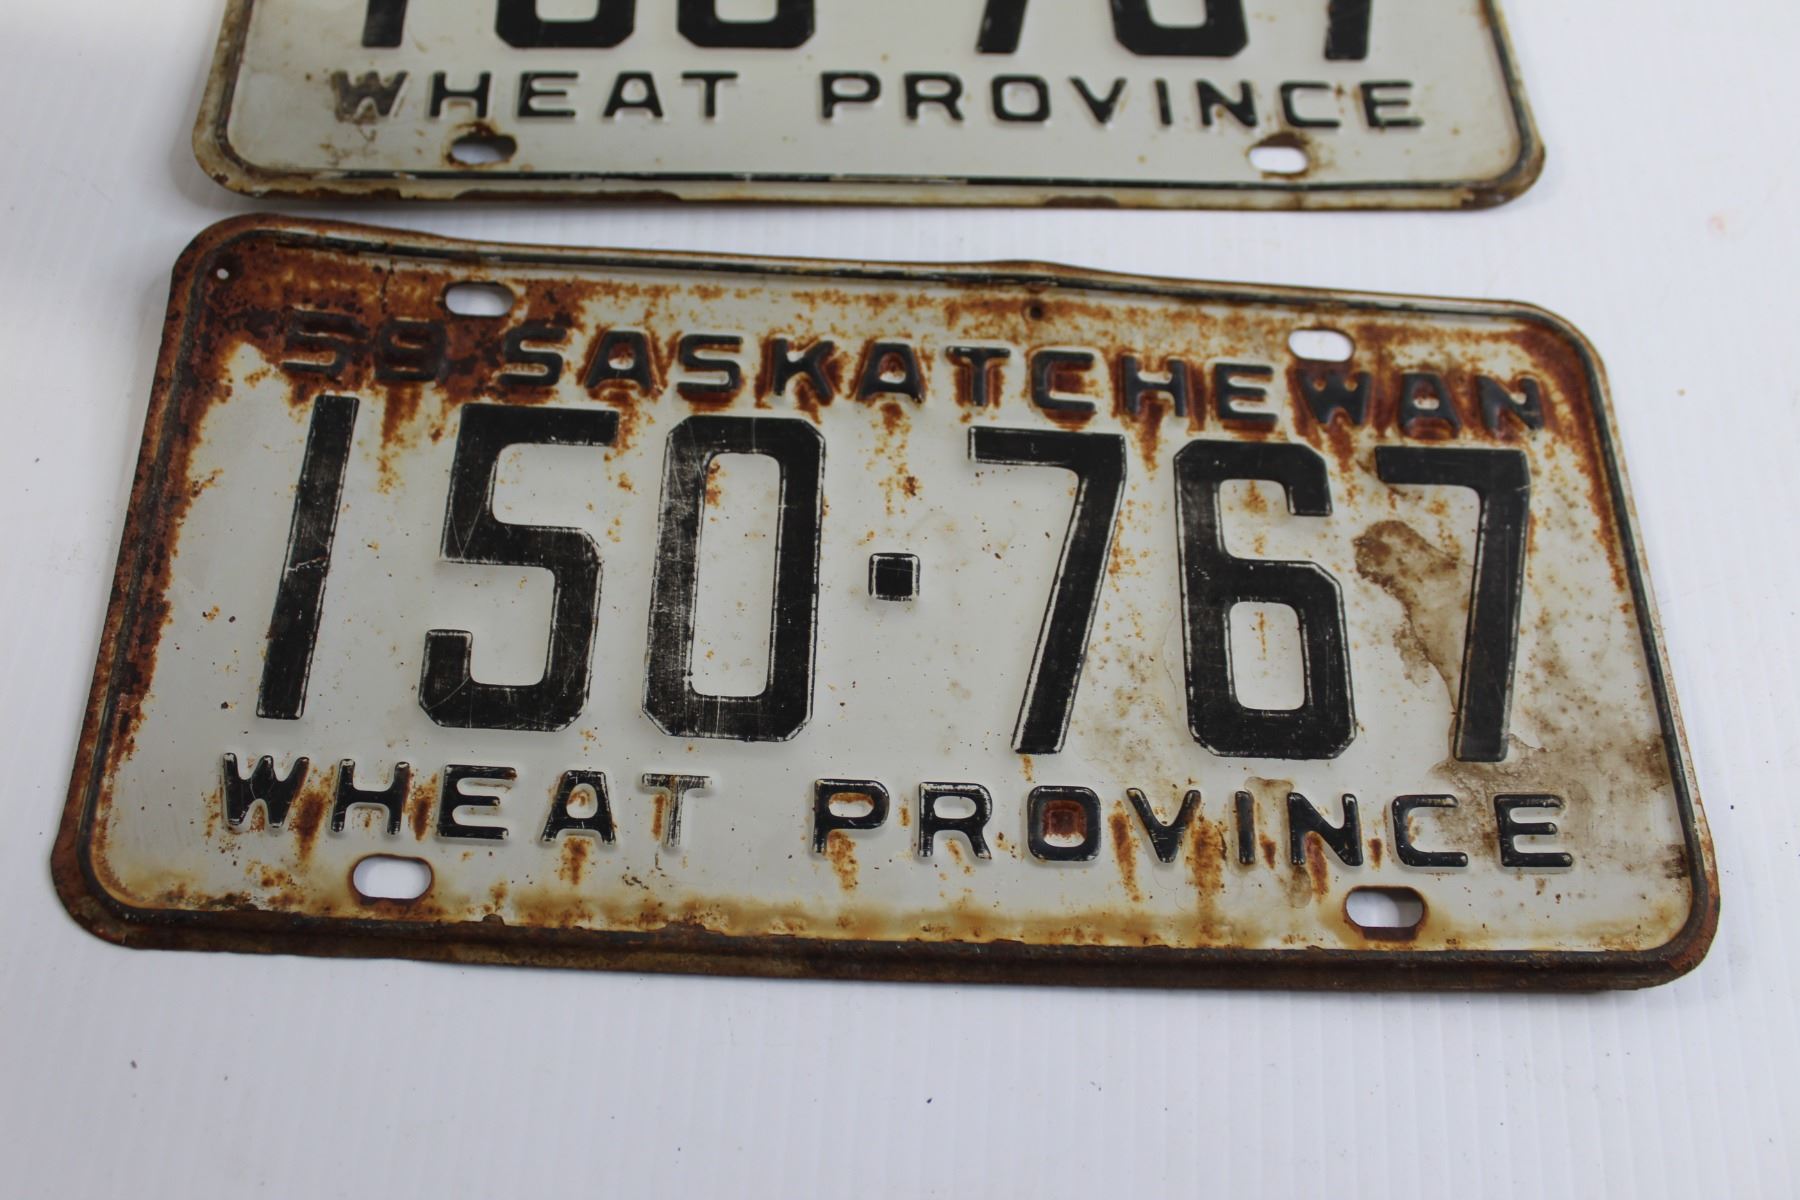 WHEAT PROVINCE
59 SASKATCHEWAN
150·767
WHEAT PROVINCE